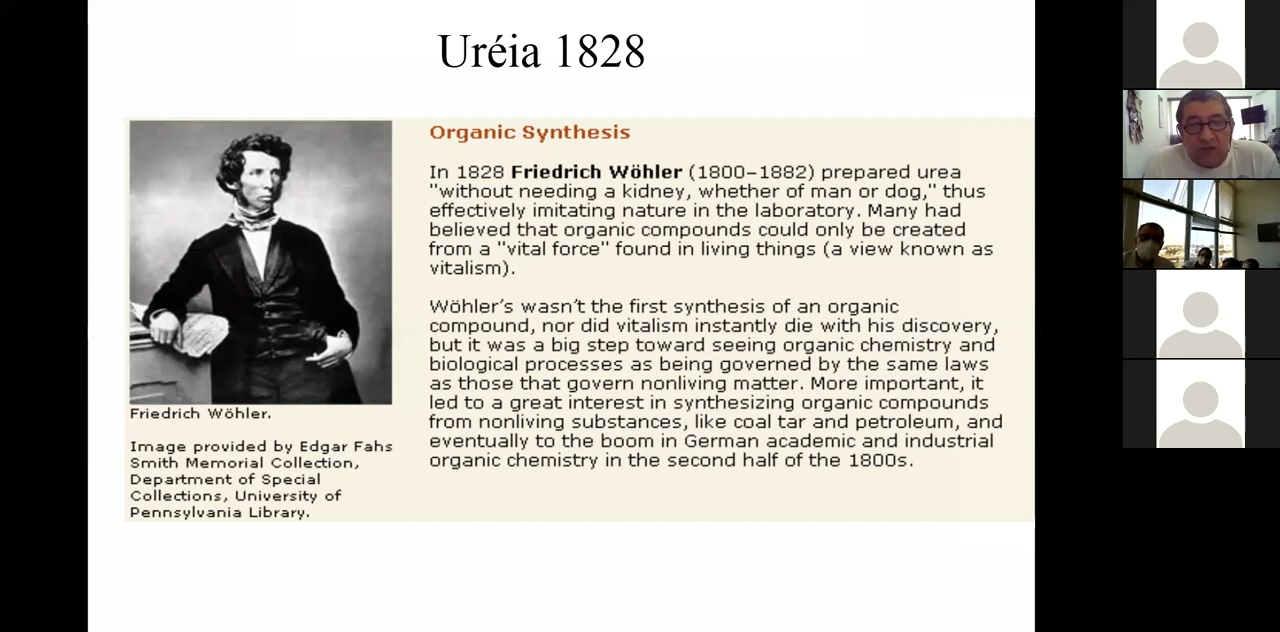 Uréia 1828
Organic Synthesis
In 1828 Friedrich Wöhler (1800–1882) prepared urea
"without needing a kidney, whether of man or dog," thus
effectively imitating nature in the laboratory. Many had
believed that organic compounds could only be created
from a "vital force" found in living things (a view known as
vitalism).
Wöhler's wasn't the first synthesis of an organic
compound, nor did vitalism instantly die with his discovery,
but it was a big step toward seeing organic chemistry and
biological processes as being governed by the same laws
as those that govern nonliving matter. More important, it
led to a great interest in synthesizing organic compounds
from nonliving substances, like coal tar and petroleum, and
eventually to the boom in German academic and industrial
organic chemistry in the second half of the 1800s.
Friedrich Wöhler.
Image provided by Edgar Fahs
Smith Memorial Collection,
Department of Special
Collections, University of
Pennsylvania Library.